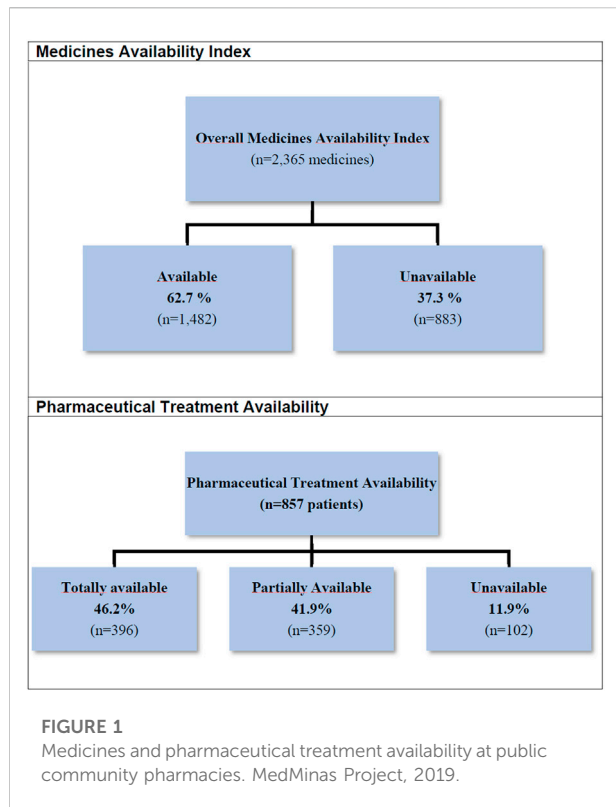 Medicines Availability Index
Overall Medicines Availability Index
(n=2,365 medicines)
Available
62.7 %
(n=1,482)
Unavailable
37.3 %
(n=883)
Pharmaceutical Treatment Availability
Pharmaceutical Treatment Availability
(n=857 patients)
Totally available
46.2%
(n=396)
Partially Available
41.9%
(n=359)
Unavailable
11.9%
(n=102)
FIGURE 1
Medicines and pharmaceutical treatment availability at public
community pharmacies. MedMinas Project, 2019.